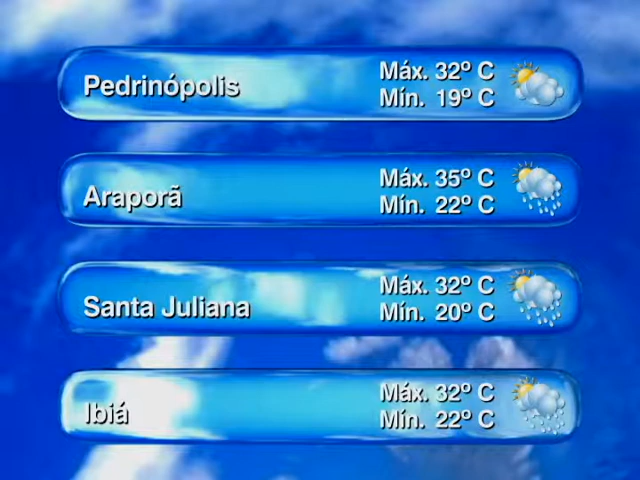 Pedrinópolis
Máx. 32º C
Mín. 19º C
Araporã
Máx. 35º C
Mín. 22º C
Santa Juliana
Máx. 32º C
Mín. 20º C
Ibiá
Máx. 32º C
Mín. 22º C